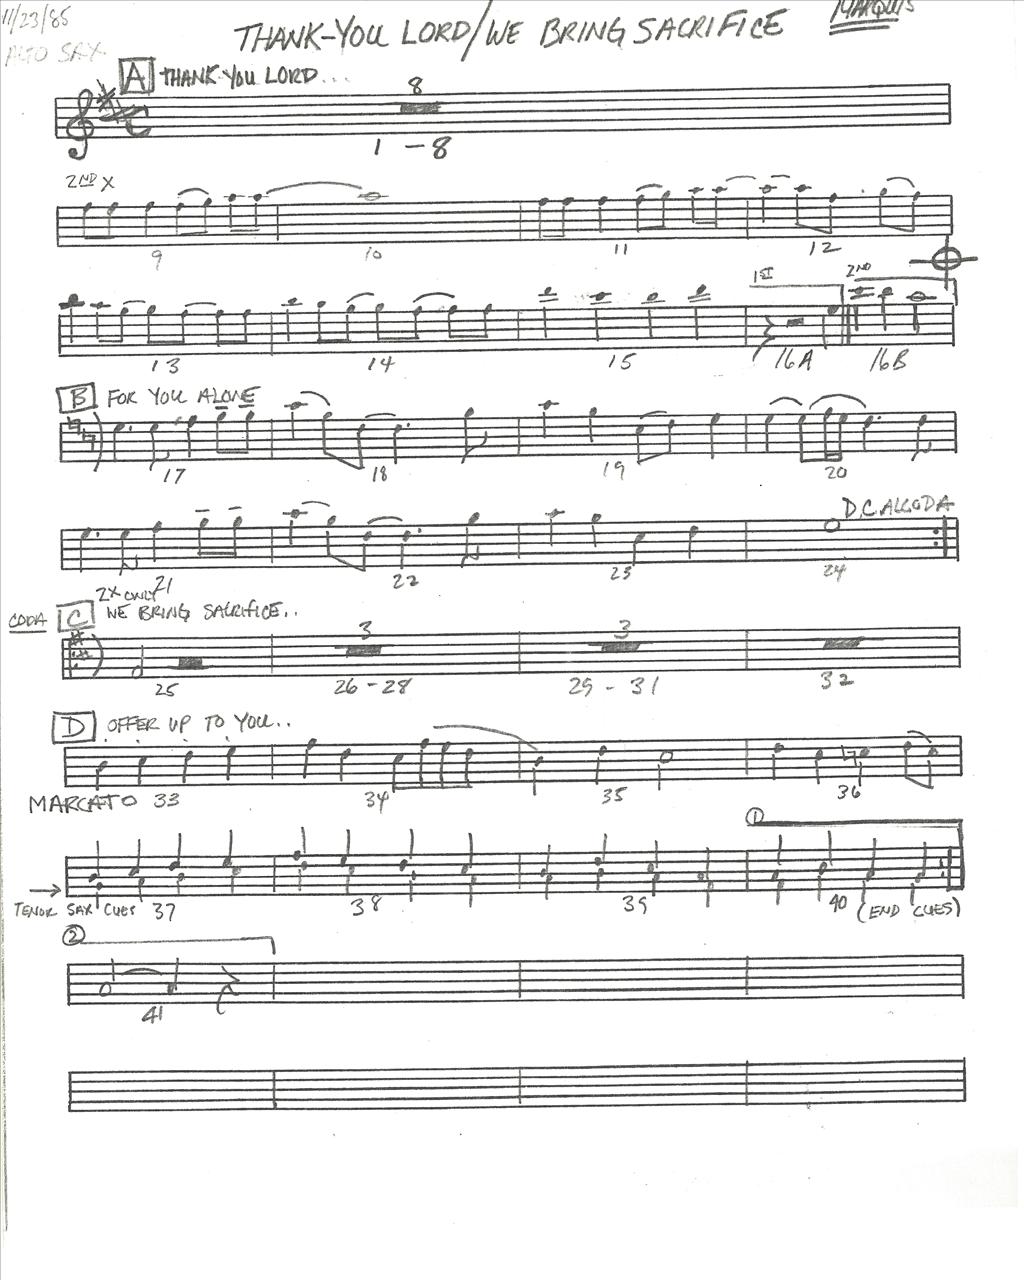 11/23/85
ALTO SAX
THANK-YOU LORD/WE BRING SACRIFICE
MARQUIS
A THANK YOU LORD...
8
1 - 8
2ND X
9 10 11 12
1ST 2ND
13 14 15 16A 16B
B FOR YOU ALONE
17 18 19 20
D.C. AL CODA
21 22 23 24
2X ONLY
CODA C WE BRING SACRIFICE..
3 3
25 26-28 29-31 32
D OFFER UP TO YOU..
MARCATO 33 34 35 36
1
TENOR SAX CUES 37 38 39 40 (END CUES)
2
41